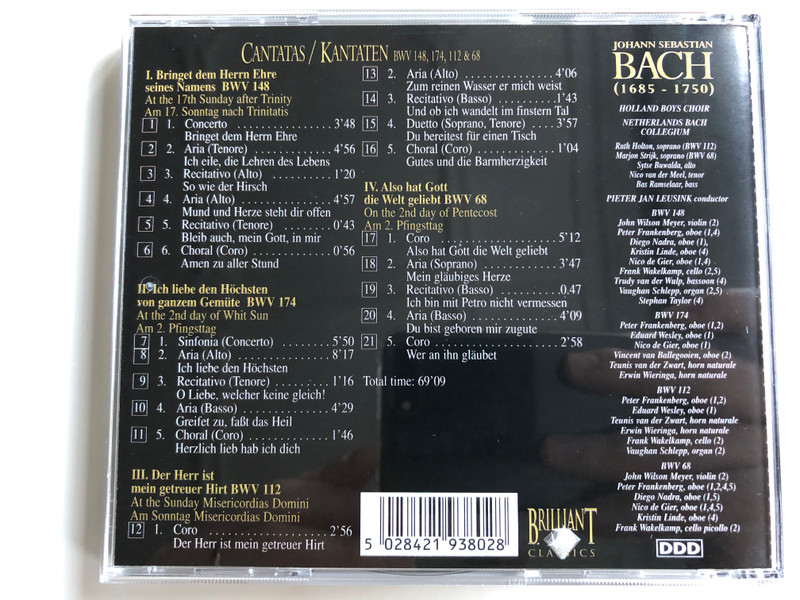 CANTATAS / KANTATEN BWV 148, 174, 112 & 68
I. Bringet dem Herrn Ehre
seines Namens BWV 148
At the 17th Sunday after Trinity
Am 17. Sonntag nach Trinitatis
1 1. Concerto ................ 3'48
Bringet dem Herrn Ehre
2 2. Aria (Tenore) ............ 4'56
Ich eile, die Lehren des Lebens
3 3. Recitativo (Alto) ......... 1'20
So wie der Hirsch
4 4. Aria (Alto) .............. 4'57
Mund und Herze steht dir offen
5 5. Recitativo (Tenore) ....... 0'43
Bleib auch, mein Gott, in mir
6 6. Choral (Coro) ............ 0'56
Amen zu aller Stund
II. Ich liebe den Höchsten
von ganzem Gemüte BWV 174
At the 2nd day of Whit Sun
Am 2. Pfingsttag
7 1. Sinfonia (Concerto) ....... 5'50
8 2. Aria (Alto) .............. 8'17
Ich liebe den Höchsten
9 3. Recitativo (Tenore) ....... 1'16
O Liebe, welcher keine gleich!
10 4. Aria (Basso) ............. 4'29
Greifet zu, faßt das Heil
11 5. Choral (Coro) ............ 1'46
Herzlich lieb hab ich dich
III. Der Herr ist
mein getreuer Hirt BWV 112
At the Sunday Misericordias Domini
Am Sonntag Misericordias Domini
12 1. Coro .................... 2'56
Der Herr ist mein getreuer Hirt
13 2. Aria (Alto) .............. 4'06
Zum reinen Wasser er mich weist
14 3. Recitativo (Basso) ........ 1'43
Und ob ich wandelt im finstern Tal
15 4. Duetto (Soprano, Tenore) .... 3'57
Du bereitest für einen Tisch
16 5. Choral (Coro) ............ 1'04
Gutes und die Barmherzigkeit
IV. Also hat Gott
die Welt geliebt BWV 68
On the 2nd day of Pentecost
Am 2. Pfingsttag
17 1. Coro .................... 5'12
Also hat Gött die Welt geliebt
18 2. Aria (Soprano) ........... 3'47
Mein gläubiges Herze
19 3. Recitativo (Basso) ........ 0.47
Ich bin mit Petro nicht vermessen
20 4. Aria (Basso) ............. 4'09
Du bist geboren mir zugute
21 5. Coro .................... 2'58
Wer an ihn gläubet
Total time: 69'09
JOHANN SEBASTIAN
BACH
(1685 - 1750)
HOLLAND BOYS CHOIR
NETHERLANDS BACH
COLLEGIUM
Ruth Holton, soprano (BWV 112)
Marjon Strijk, soprano (BWV 68)
Sytse Buwalda, alto
Nico van der Meel, tenor
Bas Ramselaar, bass
PIETER JAN LEUSINK conductor
BWV 148
John Wilson Meyer, violin (2)
Peter Frankenberg, oboe (1,4)
Diego Nadra, oboe (1),
Kristin Linde, oboe (4)
Nico de Gier, oboe (1,4)
Frank Wakelkamp, cello (2,5)
Trudy van der Wulp, bassoon (4)
Vaughan Schlepp, organ (2,5)
Stephan Taylor (4)
BWV 174
Peter Frankenberg, oboe (1,2)
Eduard Wesley, oboe (1)
Nico de Gier, oboe (1)
Vincent van Ballegooien, oboe (2)
Teunis van der Zwart, horn naturale
Erwin Wieringa, horn naturale
BWV 112
Peter Frankenberg, oboe (1,2)
Eduard Wesley, oboe (1)
Teunis van der Zwart, horn naturale
Erwin Wieringa, horn naturale
Frank Wakelkamp, cello (2)
Vaughan Schlepp, organ (2)
BWV 68
John Wilson Meyer, violin (2)
Peter Frankenberg, oboe (1,2,4,5)
Diego Nadra, oboe (1,5)
Nico de Gier, oboe (1,4,5)
Kristin Linde, oboe (4)
Frank Wakelkamp, cello picollo (2)
5 028421 938028
BRILLIANT
CLASSICS
DDD